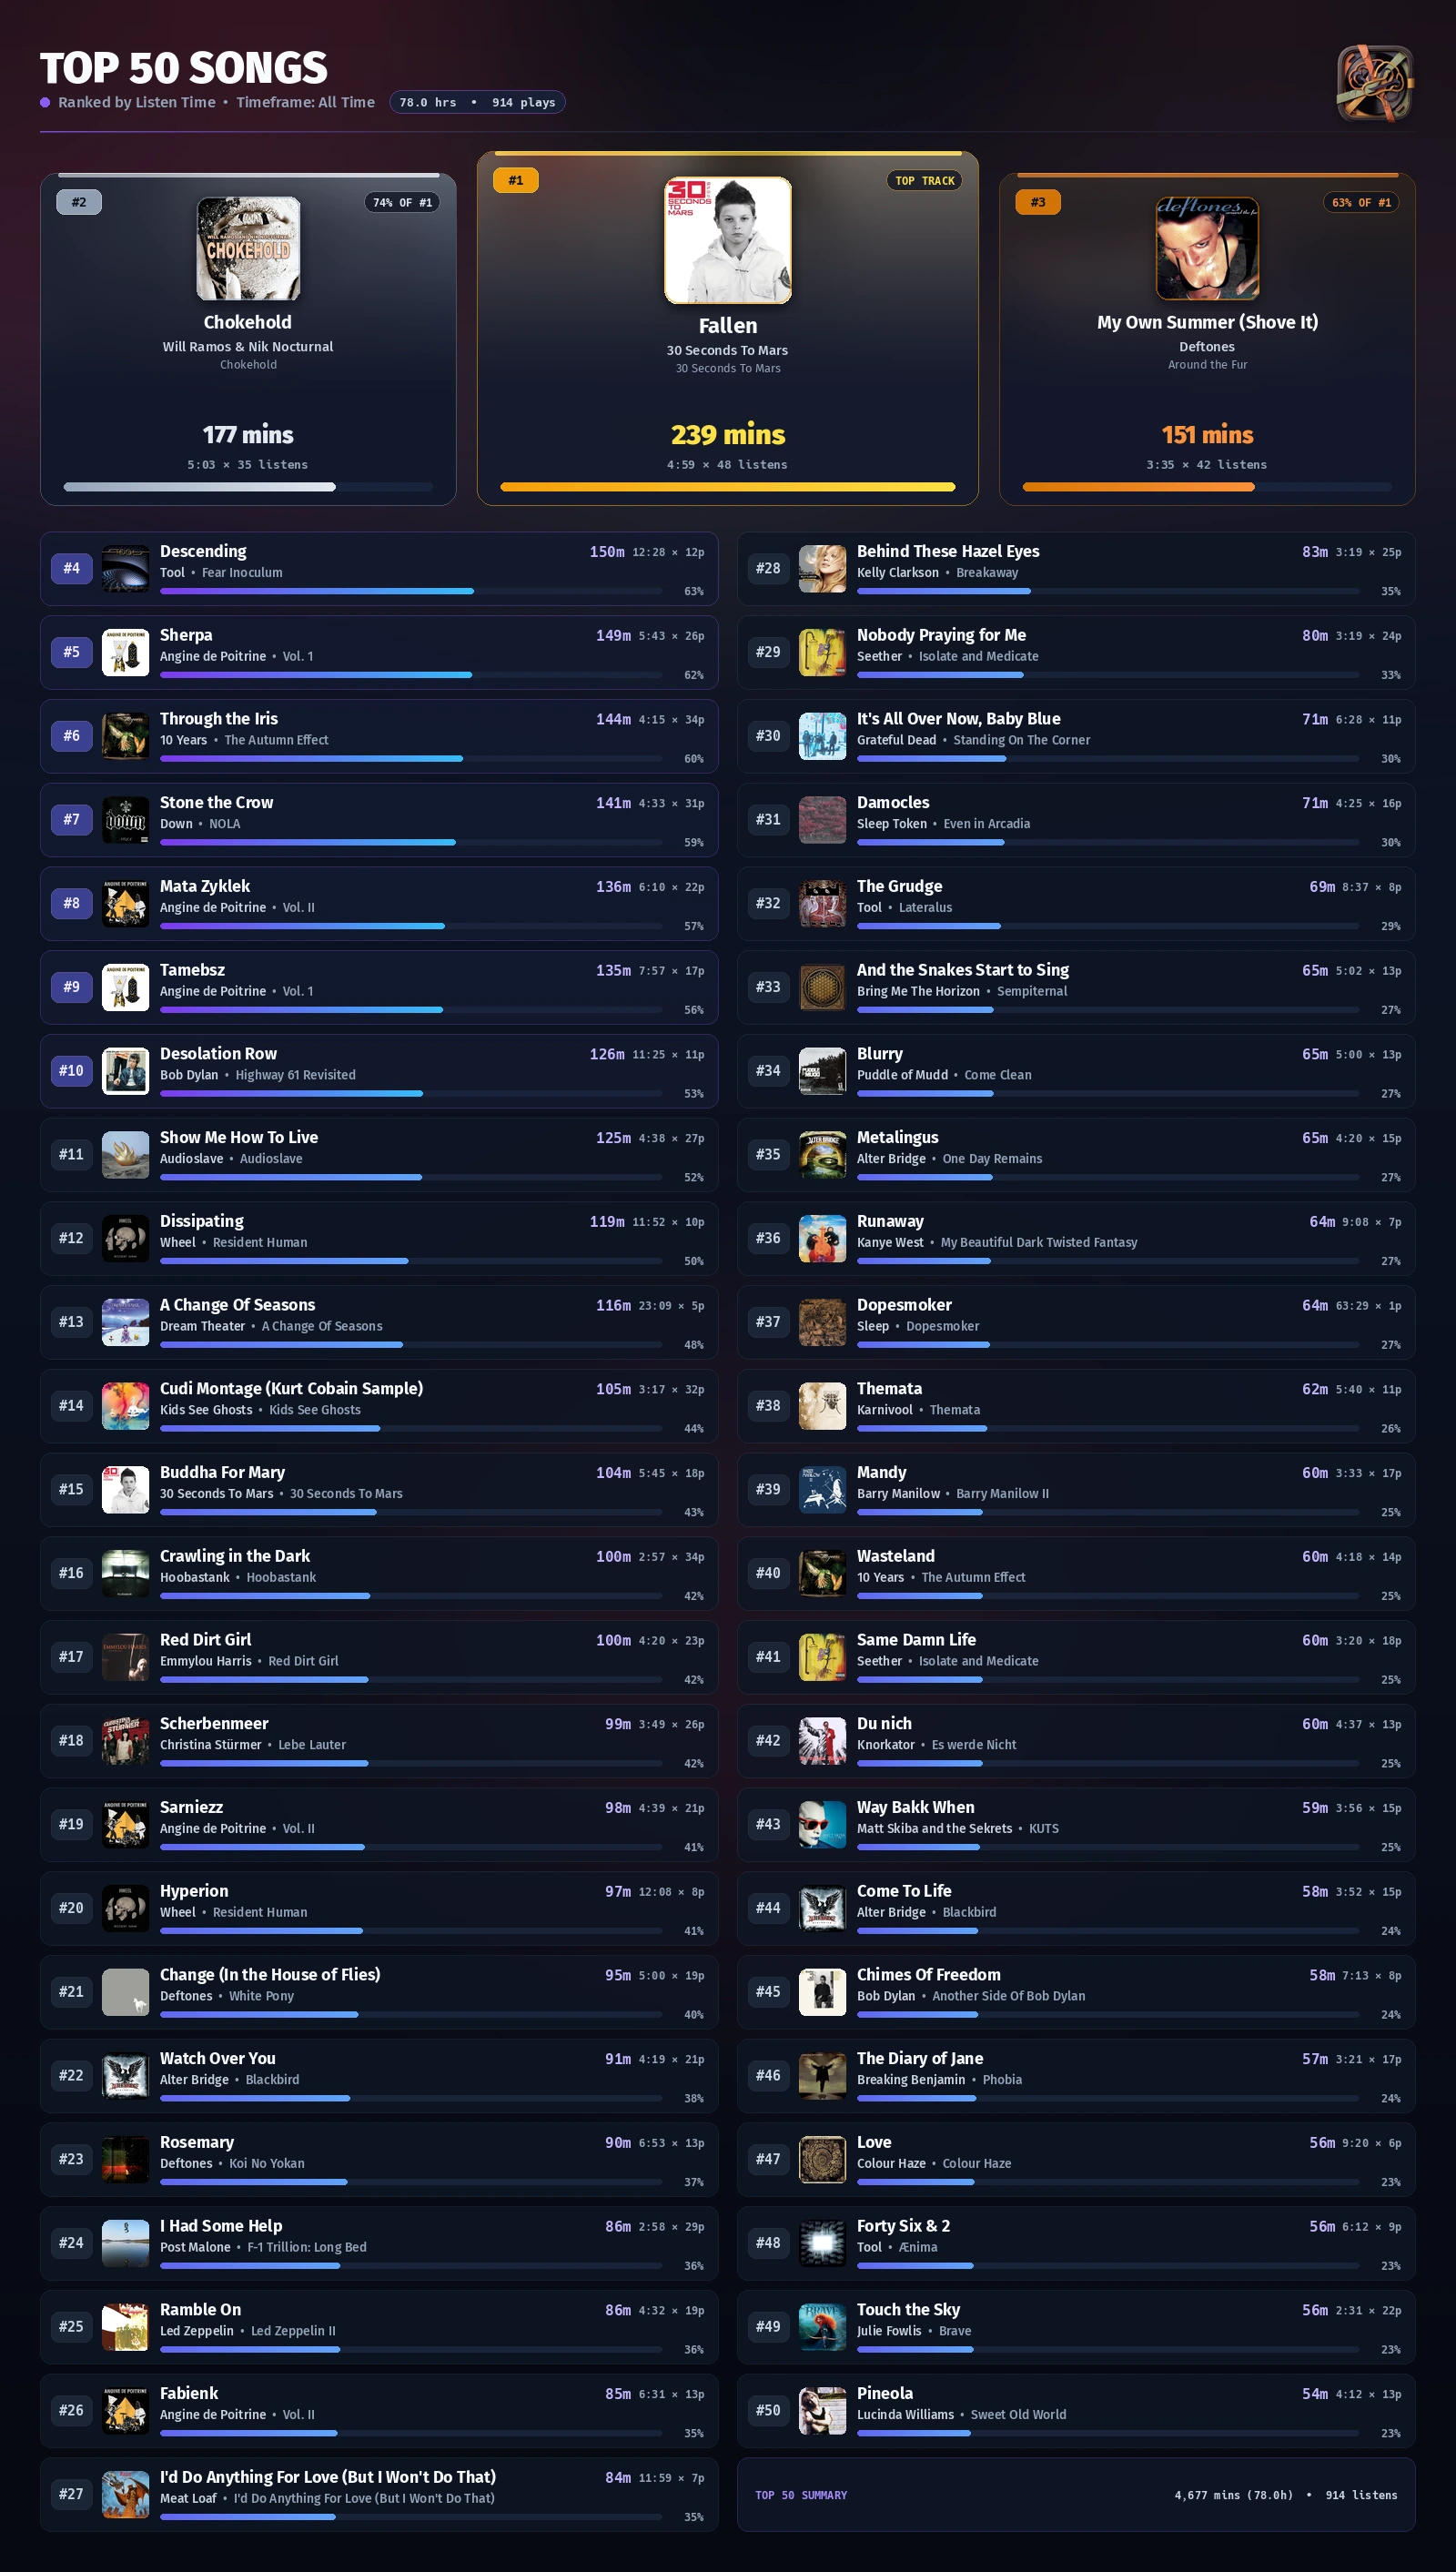 TOP 50 SONGS
Ranked by Listen Time • Timeframe: All Time 78.0 hrs • 914 plays
#2 74% OF #1
WILL RAMOS AND NIK NOCTURNAL
CHOKEHOLD
Chokehold
Will Ramos & Nik Nocturnal
Chokehold
177 mins
5:03 × 35 listens
#1 TOP TRACK
30
SECONDS
TO
MARS
Fallen
30 Seconds To Mars
30 Seconds To Mars
239 mins
4:59 × 48 listens
#3 63% OF #1
deftones
My Own Summer (Shove It)
Deftones
Around the Fur
151 mins
3:35 × 42 listens
#4 Descending 150m 12:28 × 12p
Tool • Fear Inoculum
63%
#5 Sherpa 149m 5:43 × 26p
Angine de Poitrine • Vol. 1
62%
#6 Through the Iris 144m 4:15 × 34p
10 Years • The Autumn Effect
60%
#7 Stone the Crow 141m 4:33 × 31p
Down • NOLA
59%
#8 Mata Zyklek 136m 6:10 × 22p
Angine de Poitrine • Vol. II
57%
#9 Tamebsz 135m 7:57 × 17p
Angine de Poitrine • Vol. 1
56%
#10 Desolation Row 126m 11:25 × 11p
Bob Dylan • Highway 61 Revisited
53%
#11 Show Me How To Live 125m 4:38 × 27p
Audioslave • Audioslave
52%
#12 Dissipating 119m 11:52 × 10p
Wheel • Resident Human
50%
#13 A Change Of Seasons 116m 23:09 × 5p
Dream Theater • A Change Of Seasons
48%
#14 Cudi Montage (Kurt Cobain Sample) 105m 3:17 × 32p
Kids See Ghosts • Kids See Ghosts
44%
#15 Buddha For Mary 104m 5:45 × 18p
30 Seconds To Mars • 30 Seconds To Mars
43%
#16 Crawling in the Dark 100m 2:57 × 34p
Hoobastank • Hoobastank
42%
#17 Red Dirt Girl 100m 4:20 × 23p
Emmylou Harris • Red Dirt Girl
42%
#18 Scherbenmeer 99m 3:49 × 26p
Christina Stürmer • Lebe Lauter
42%
#19 Sarniezz 98m 4:39 × 21p
Angine de Poitrine • Vol. II
41%
#20 Hyperion 97m 12:08 × 8p
Wheel • Resident Human
41%
#21 Change (In the House of Flies) 95m 5:00 × 19p
Deftones • White Pony
40%
#22 Watch Over You 91m 4:19 × 21p
Alter Bridge • Blackbird
38%
#23 Rosemary 90m 6:53 × 13p
Deftones • Koi No Yokan
37%
#24 I Had Some Help 86m 2:58 × 29p
Post Malone • F-1 Trillion: Long Bed
36%
#25 Ramble On 86m 4:32 × 19p
Led Zeppelin • Led Zeppelin II
36%
#26 Fabienk 85m 6:31 × 13p
Angine de Poitrine • Vol. II
35%
#27 I'd Do Anything For Love (But I Won't Do That) 84m 11:59 × 7p
Meat Loaf • I'd Do Anything For Love (But I Won't Do That)
35%
#28 Behind These Hazel Eyes 83m 3:19 × 25p
Kelly Clarkson • Breakaway
35%
#29 Nobody Praying for Me 80m 3:19 × 24p
Seether • Isolate and Medicate
33%
#30 It's All Over Now, Baby Blue 71m 6:28 × 11p
Grateful Dead • Standing On The Corner
30%
#31 Damocles 71m 4:25 × 16p
Sleep Token • Even in Arcadia
30%
#32 The Grudge 69m 8:37 × 8p
Tool • Lateralus
29%
#33 And the Snakes Start to Sing 65m 5:02 × 13p
Bring Me The Horizon • Sempiternal
27%
#34 Blurry 65m 5:00 × 13p
Puddle of Mudd • Come Clean
27%
#35 Metalingus 65m 4:20 × 15p
Alter Bridge • One Day Remains
27%
#36 Runaway 64m 9:08 × 7p
Kanye West • My Beautiful Dark Twisted Fantasy
27%
#37 Dopesmoker 64m 63:29 × 1p
Sleep • Dopesmoker
27%
#38 Themata 62m 5:40 × 11p
Karnivool • Themata
26%
#39 Mandy 60m 3:33 × 17p
Barry Manilow • Barry Manilow II
25%
#40 Wasteland 60m 4:18 × 14p
10 Years • The Autumn Effect
25%
#41 Same Damn Life 60m 3:20 × 18p
Seether • Isolate and Medicate
25%
#42 Du nich 60m 4:37 × 13p
Knorkator • Es werde Nicht
25%
#43 Way Bakk When 59m 3:56 × 15p
Matt Skiba and the Sekrets • KUTS
25%
#44 Come To Life 58m 3:52 × 15p
Alter Bridge • Blackbird
24%
#45 Chimes Of Freedom 58m 7:13 × 8p
Bob Dylan • Another Side Of Bob Dylan
24%
#46 The Diary of Jane 57m 3:21 × 17p
Breaking Benjamin • Phobia
24%
#47 Love 56m 9:20 × 6p
Colour Haze • Colour Haze
23%
#48 Forty Six & 2 56m 6:12 × 9p
Tool • Ænima
23%
#49 Touch the Sky 56m 2:31 × 22p
Julie Fowlis • Brave
23%
#50 Pineola 54m 4:12 × 13p
Lucinda Williams • Sweet Old World
23%
TOP 50 SUMMARY 4,677 mins (78.0h) • 914 listens